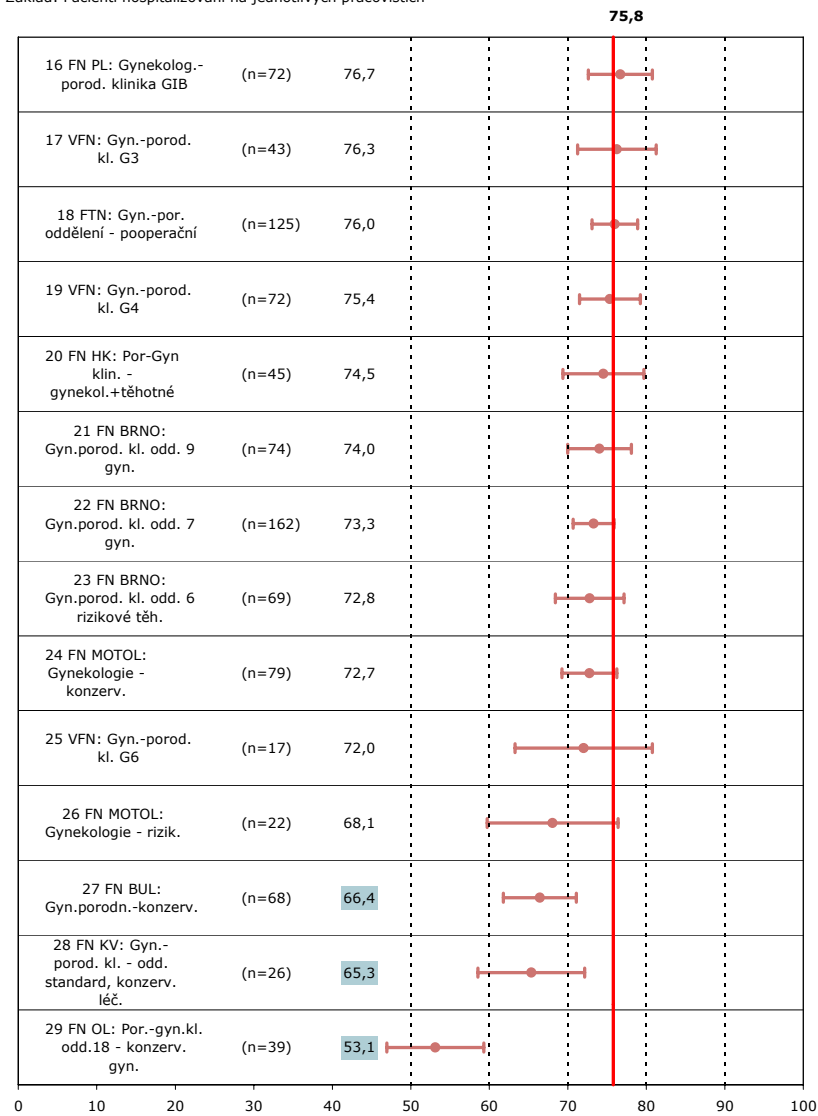 Základ: Pacienti hospitalizovaní na jednotlivých pracovištích
75,8
16 FN PL: Gynekolog.-
porod. klinika GIB
(n=72)
76,7
17 VFN: Gyn.-porod.
kl. G3
(n=43)
76,3
18 FTN: Gyn.-por.
oddělení - pooperační
(n=125)
76,0
19 VFN: Gyn.-porod.
kl. G4
(n=72)
75,4
20 FN HK: Por-Gyn
klin. -
gynekol.+těhotné
(n=45)
74,5
21 FN BRNO:
Gyn.porod. kl. odd. 9
gyn.
(n=74)
74,0
22 FN BRNO:
Gyn.porod. kl. odd. 7
gyn.
(n=162)
73,3
23 FN BRNO:
Gyn.porod. kl. odd. 6
rizikové těh.
(n=69)
72,8
24 FN MOTOL:
Gynekologie -
konzerv.
(n=79)
72,7
25 VFN: Gyn.-porod.
kl. G6
(n=17)
72,0
26 FN MOTOL:
Gynekologie - rizik.
(n=22)
68,1
27 FN BUL:
Gyn.porodn.-konzerv.
(n=68)
66,4
28 FN KV: Gyn.-
porod. kl. - odd.
standard, konzerv.
léč.
(n=26)
65,3
29 FN OL: Por.-gyn.kl.
odd.18 - konzerv.
gyn.
(n=39)
53,1
0 10 20 30 40 50 60 70 80 90 100